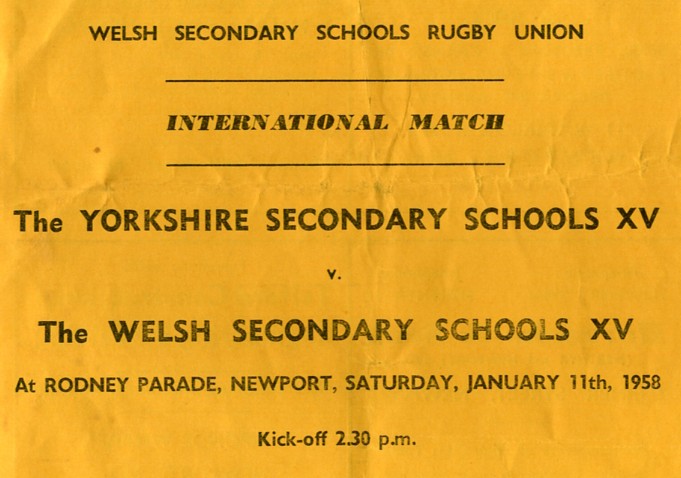 WELSH SECONDARY SCHOOLS RUGBY UNION
INTERNATIONAL MATCH
The YORKSHIRE SECONDARY SCHOOLS XV
v.
The WELSH SECONDARY SCHOOLS XV
At RODNEY PARADE, NEWPORT, SATURDAY, JANUARY 11th, 1958
Kick-off 2.30 p.m.